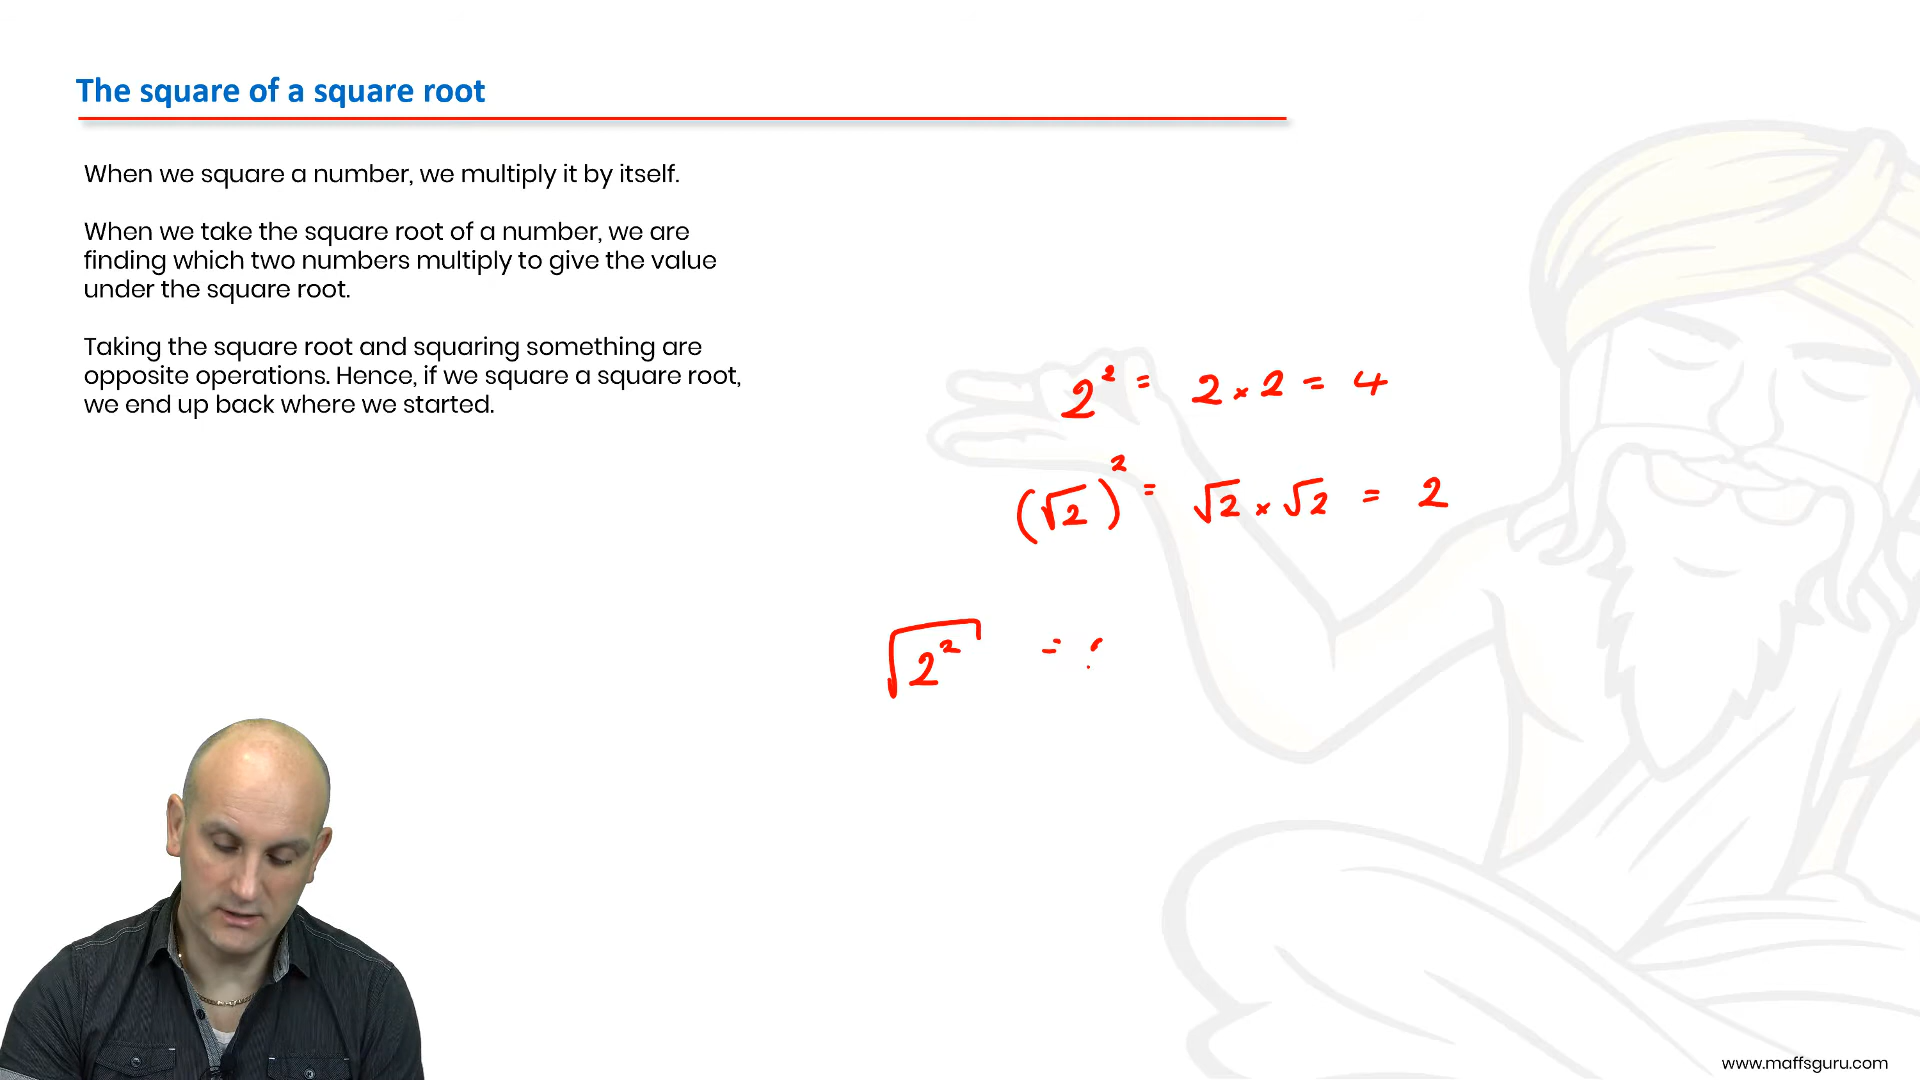 The square of a square root
When we square a number, we multiply it by itself.
When we take the square root of a number, we are
finding which two numbers multiply to give the value
under the square root.
Taking the square root and squaring something are
opposite operations. Hence, if we square a square root,
we end up back where we started.
2² = 2 × 2 = 4
(√2)² = √2 × √2 = 2
√2² =
www.maffsguru.com